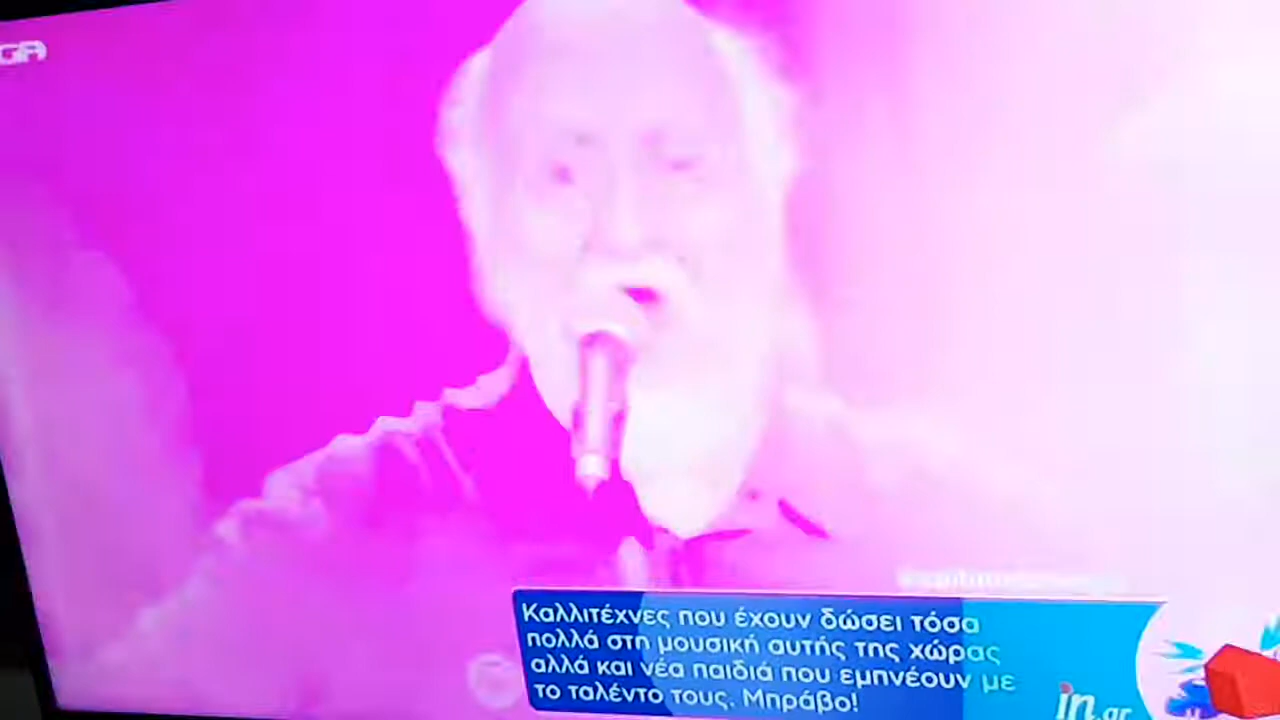 GA
Καλλιτέχνες που έχουν δώσει τόσα
πολλά στη μουσική αυτής της χώρας
αλλά και νέα παιδιά που εμπνέουν με
το ταλέντο τους. Μπράβο!
in.gr